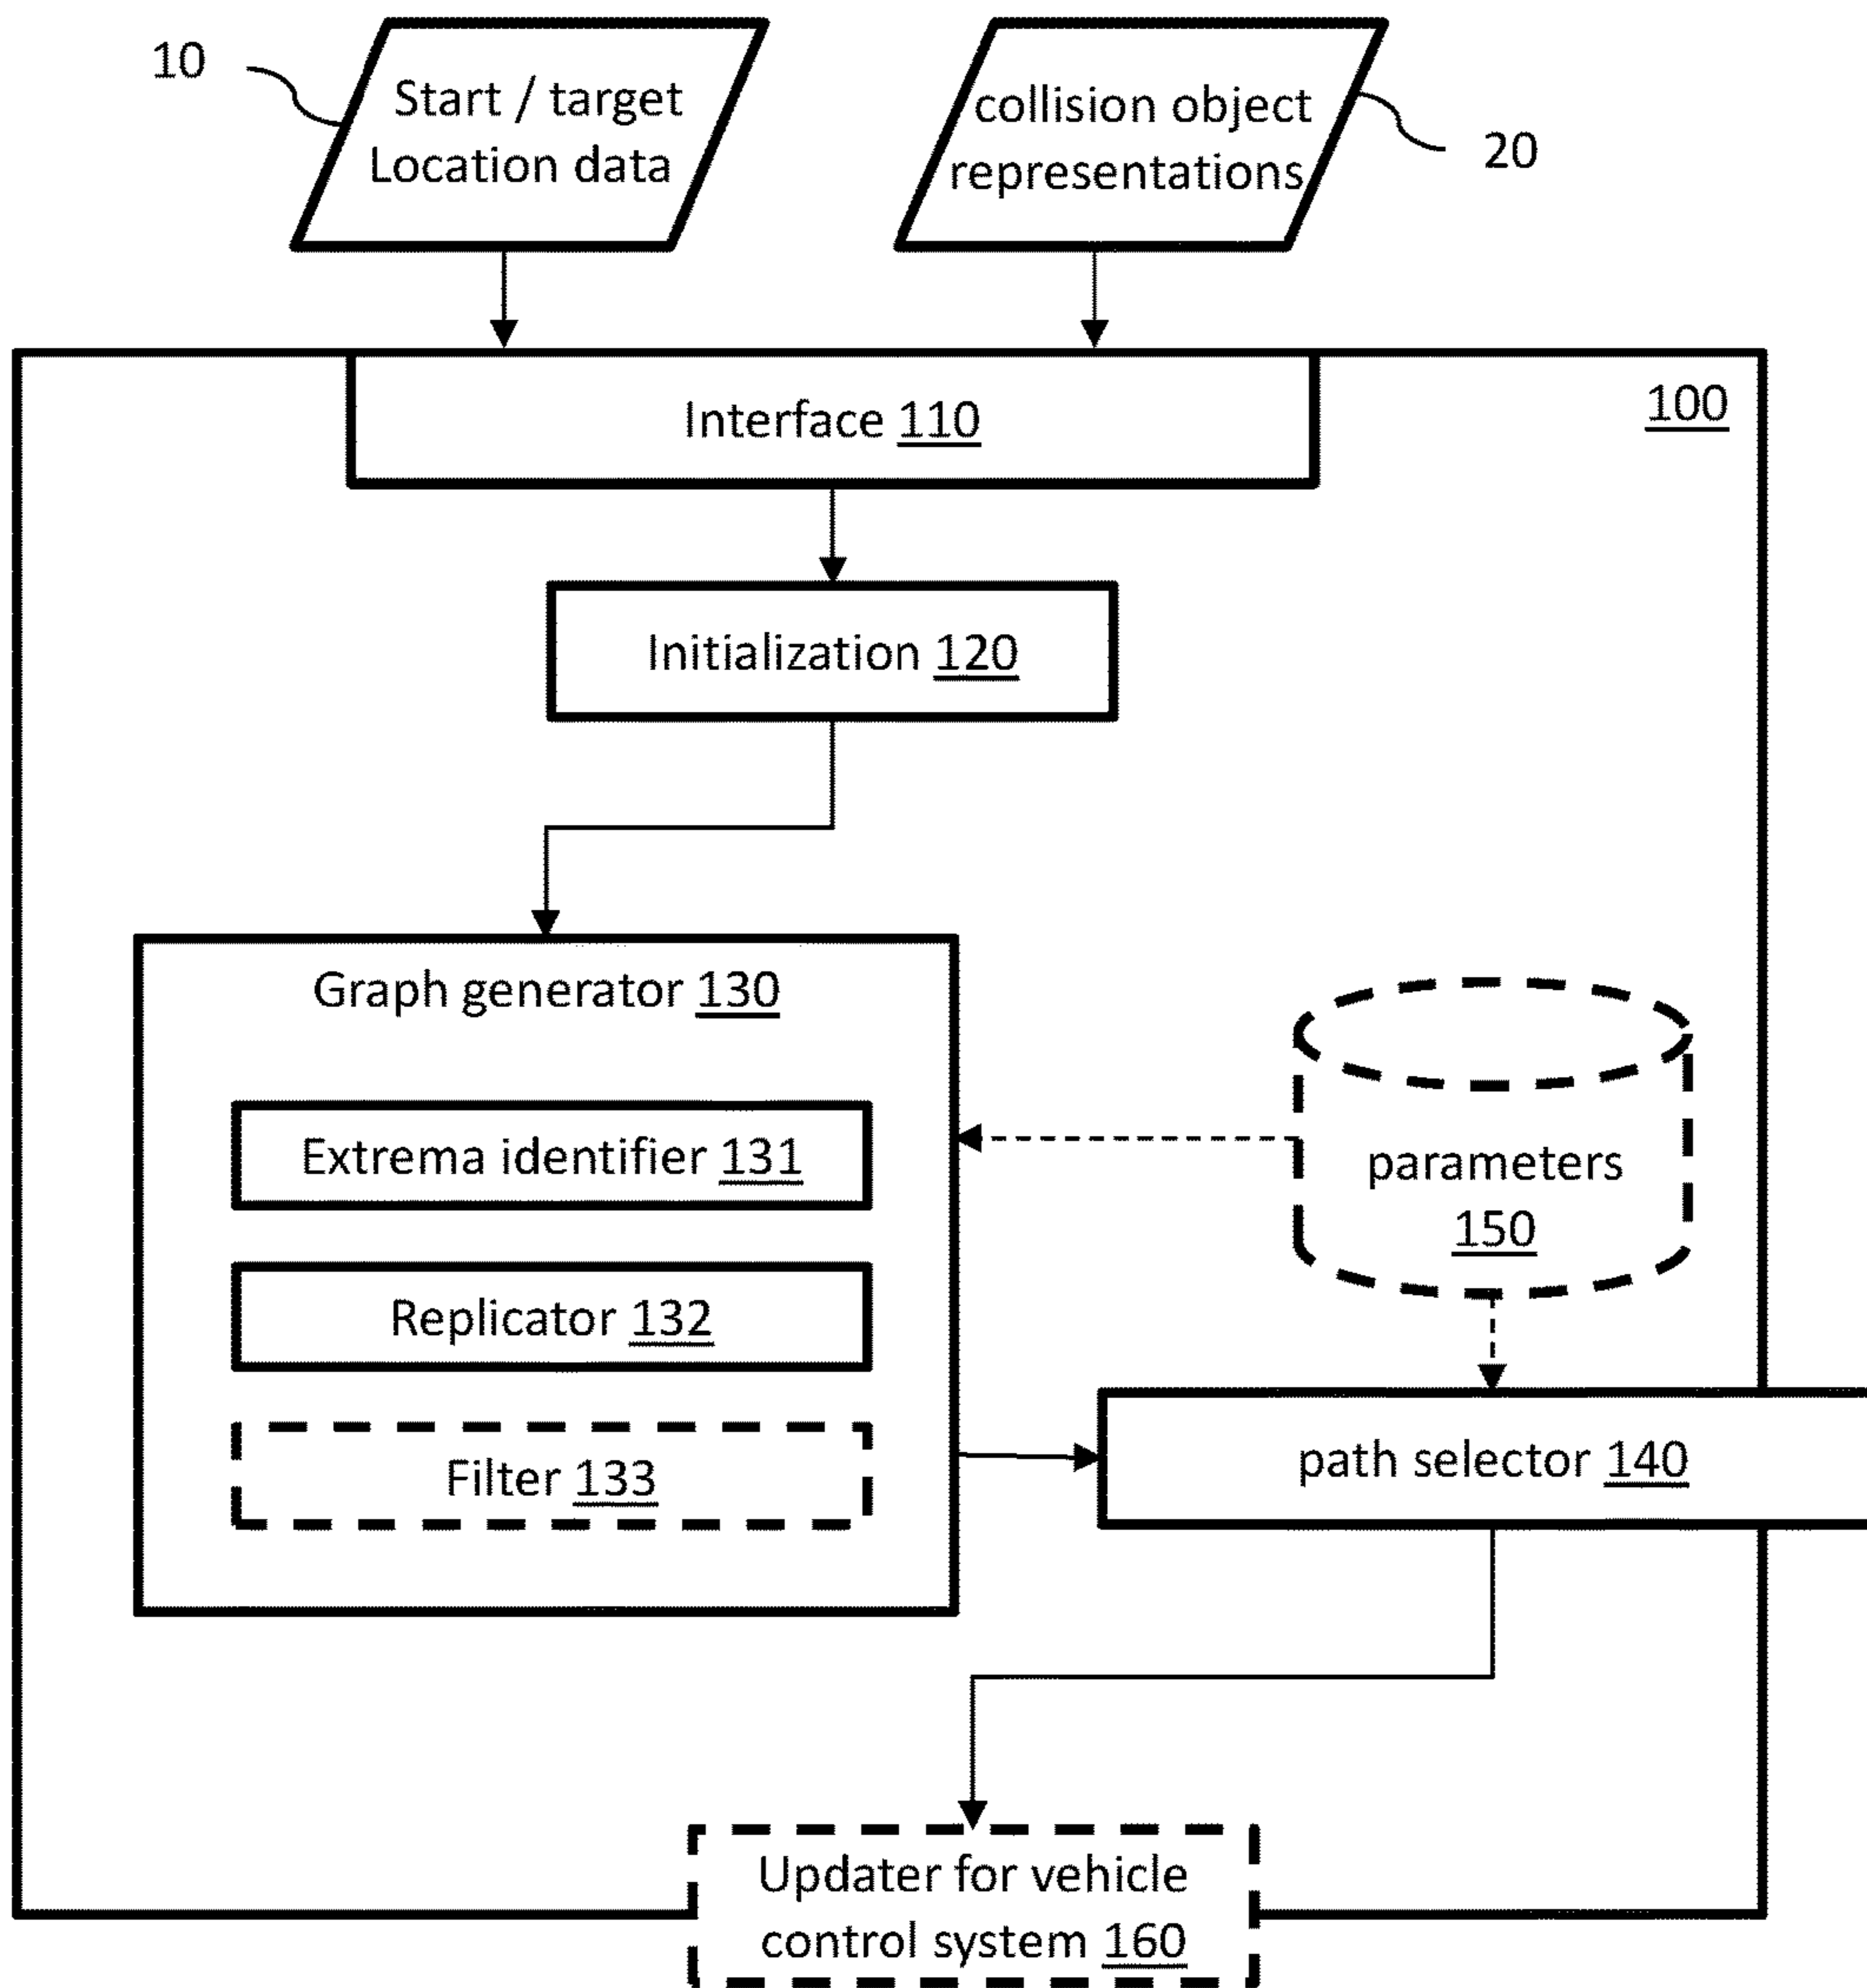 10
Start / target
Location data
collision object
representations
20
Interface 110
100
Initialization 120
Graph generator 130
Extrema identifier 131
Replicator 132
Filter 133
parameters
150
path selector 140
Updater for vehicle
control system 160